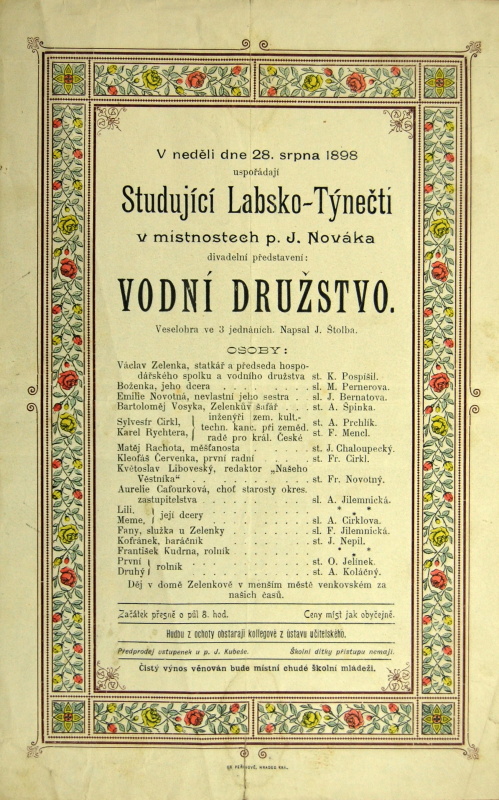 V neděli dne 28. srpna 1898
uspořádají
Studující Labsko-Týnečtí
v místnostech p. J. Nováka
divadelní představení:
VODNÍ DRUŽSTVO.
Veselohra ve 3 jednáních. Napsal J. Štolba.
OSOBY:
Václav Zelenka, statkář a předseda hospo-
dářského spolku a vodního družstva st. K. Pospíšil.
Boženka, jeho dcera . . . . . . . . . sl. M. Pernerova.
Emilie Novotná, nevlastní jeho sestra . . sl. J. Bernatova.
Bartoloměj Vosyka, Zelenkův šafář . . . st. A. Špinka.
Sylvestr Cirkl, } inženýři zem. kult.- st. A. Prchlík.
techn. kanc. při zeměd.
Karel Rychtera, } radě pro král. České st. F. Mencl.
Matěj Rachota, měšťanosta . . . . . st. J. Chaloupecký.
Kleofáš Červenka, první radní . . . . st. Fr. Cirkl.
Květoslav Liboveský, redaktor „Našeho
Věstníka“ . . . . . . . . . . st. Fr. Novotný.
Aurelie Cafourková, choť starosty okres.
zastupitelstva . . . . . . . . . sl. A. Jilemnická.
Lili, } její dcery . . . . . . . . * * *
Meme, } sl. A. Cirklova.
Fany, služka u Zelenky . . . . . . sl. F. Jilemnická.
Kofránek, baráčník . . . . . . . st. J. Nepil.
František Kudrna, rolník . . . . . . * * *
První } rolník . . . . . . . . . st. O. Jelínek.
Druhý } st. A. Koláčný.
Děj v domě Zelenkově v menším městě venkovském za
našich časů.
Začátek přesně o půl 8. hod. Ceny míst jak obyčejně.
Hudbu z ochoty obstarají kollegové z ústavu učitelského.
Předprodej vstupenek u p. J. Kubeše. Školní dítky přístupu nemají.
Čistý výnos věnován bude místní chudé školní mládeži.